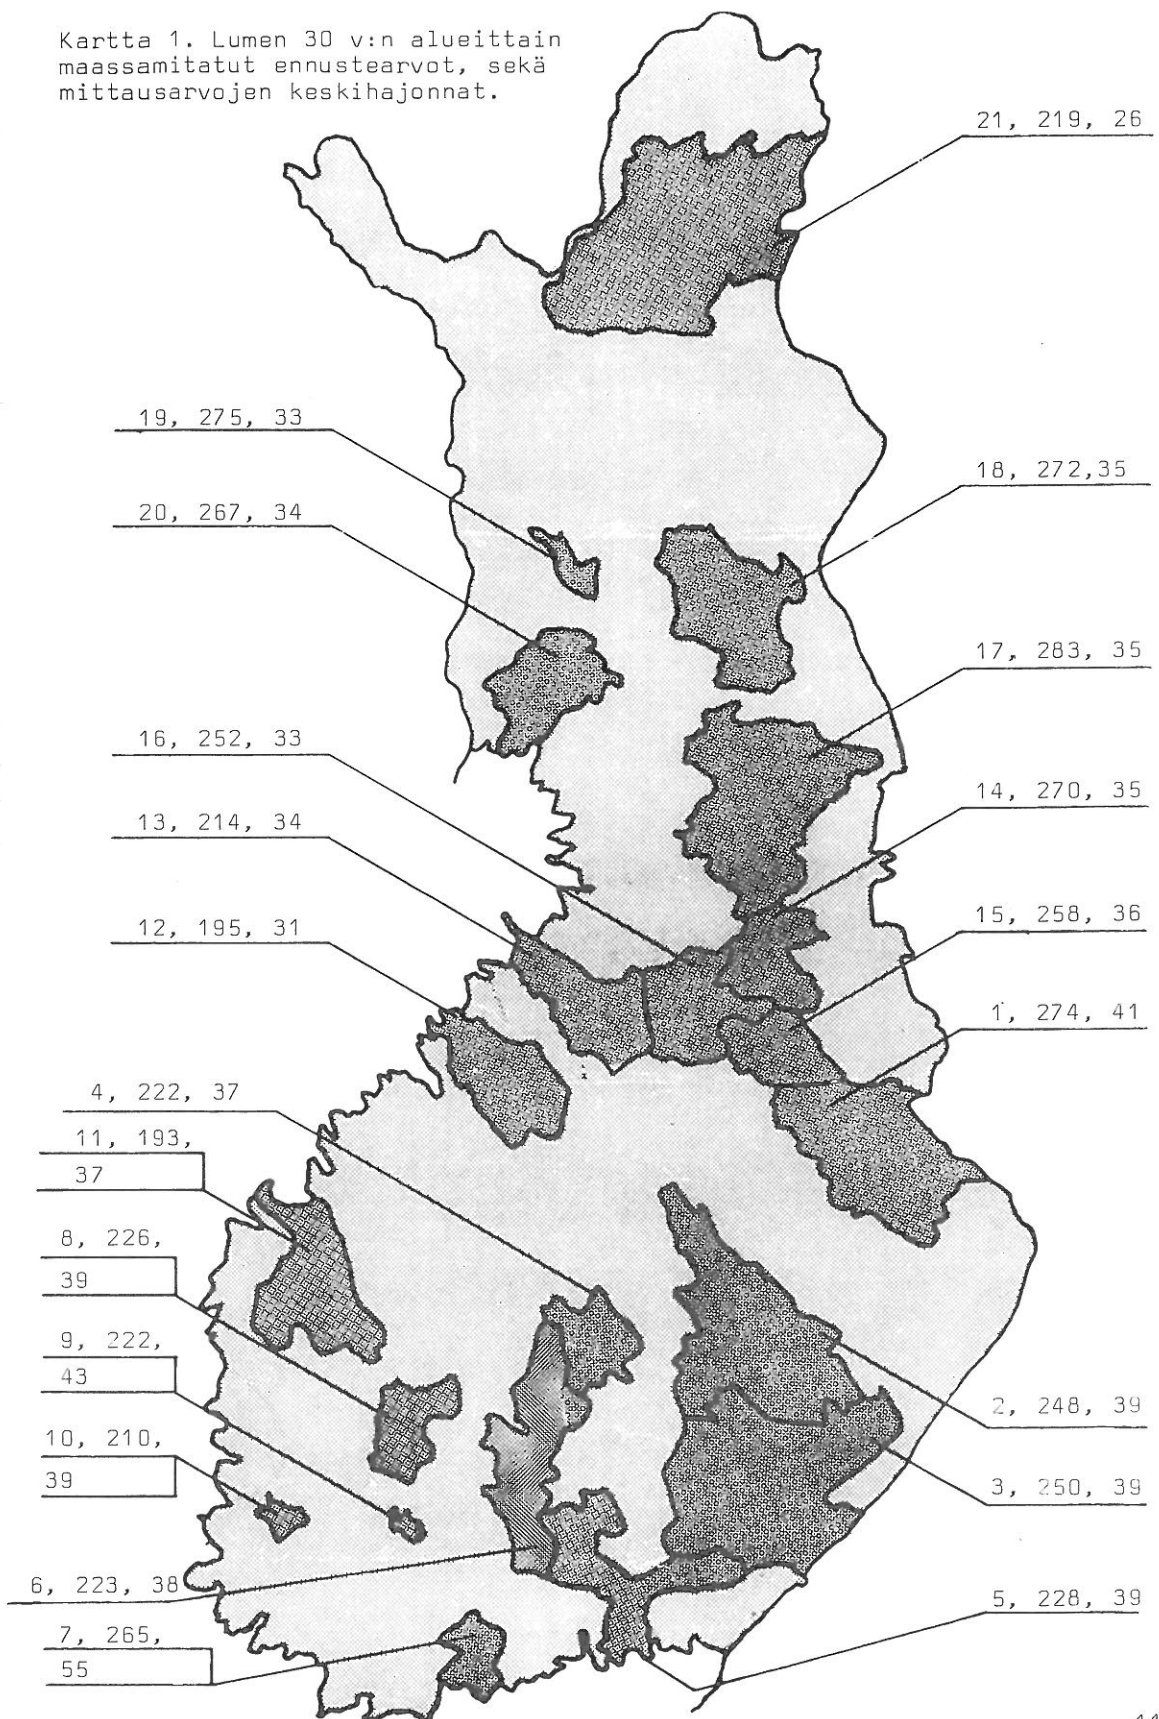 Kartta 1. Lumen 30 v:n alueittain
maassamitatut ennustearvot, sekä
mittausarvojen keskihajonnat.
21, 219, 26
19, 275, 33
18, 272,35
20, 267, 34
17, 283, 35
16, 252, 33
14, 270, 35
13, 214, 34
15, 258, 36
12, 195, 31
1, 274, 41
4, 222, 37
11, 193,
37
8, 226,
39
9, 222,
43
2, 248, 39
10, 210,
39
3, 250, 39
6, 223, 38
5, 228, 39
7, 265,
55